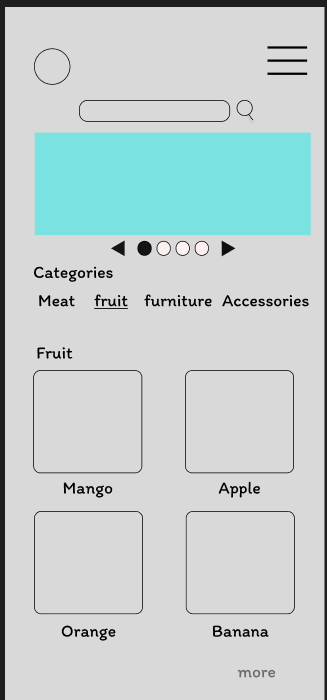 Categories
Meat fruit furniture Accessories
Fruit
Mango Apple
Orange Banana
more